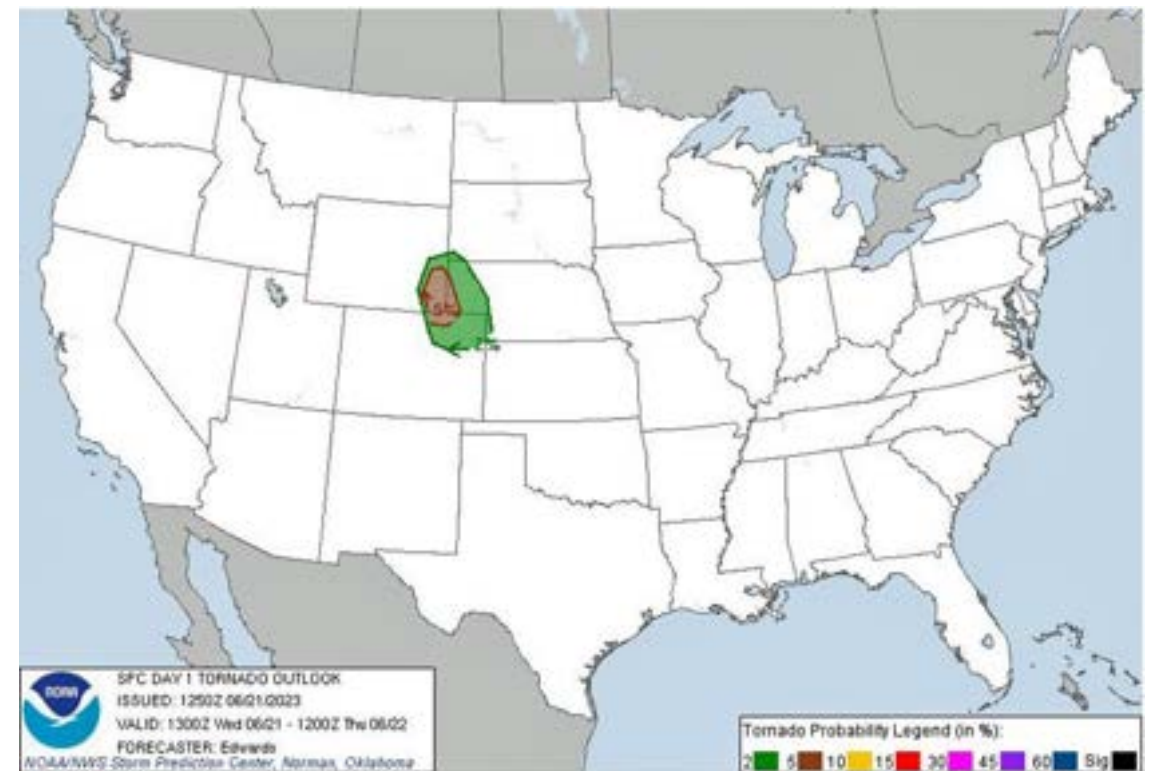 5%
NOAA
SPC DAY 1 TORNADO OUTLOOK
ISSUED: 1250Z 06/21/2023
VALID: 1300Z Wed 06/21 - 1200Z Thu 06/22
FORECASTER: Edwards
NOAA/NWS Storm Prediction Center, Norman, Oklahoma
Tornado Probability Legend (in %):
2 5 10 15 30 45 60 Sig